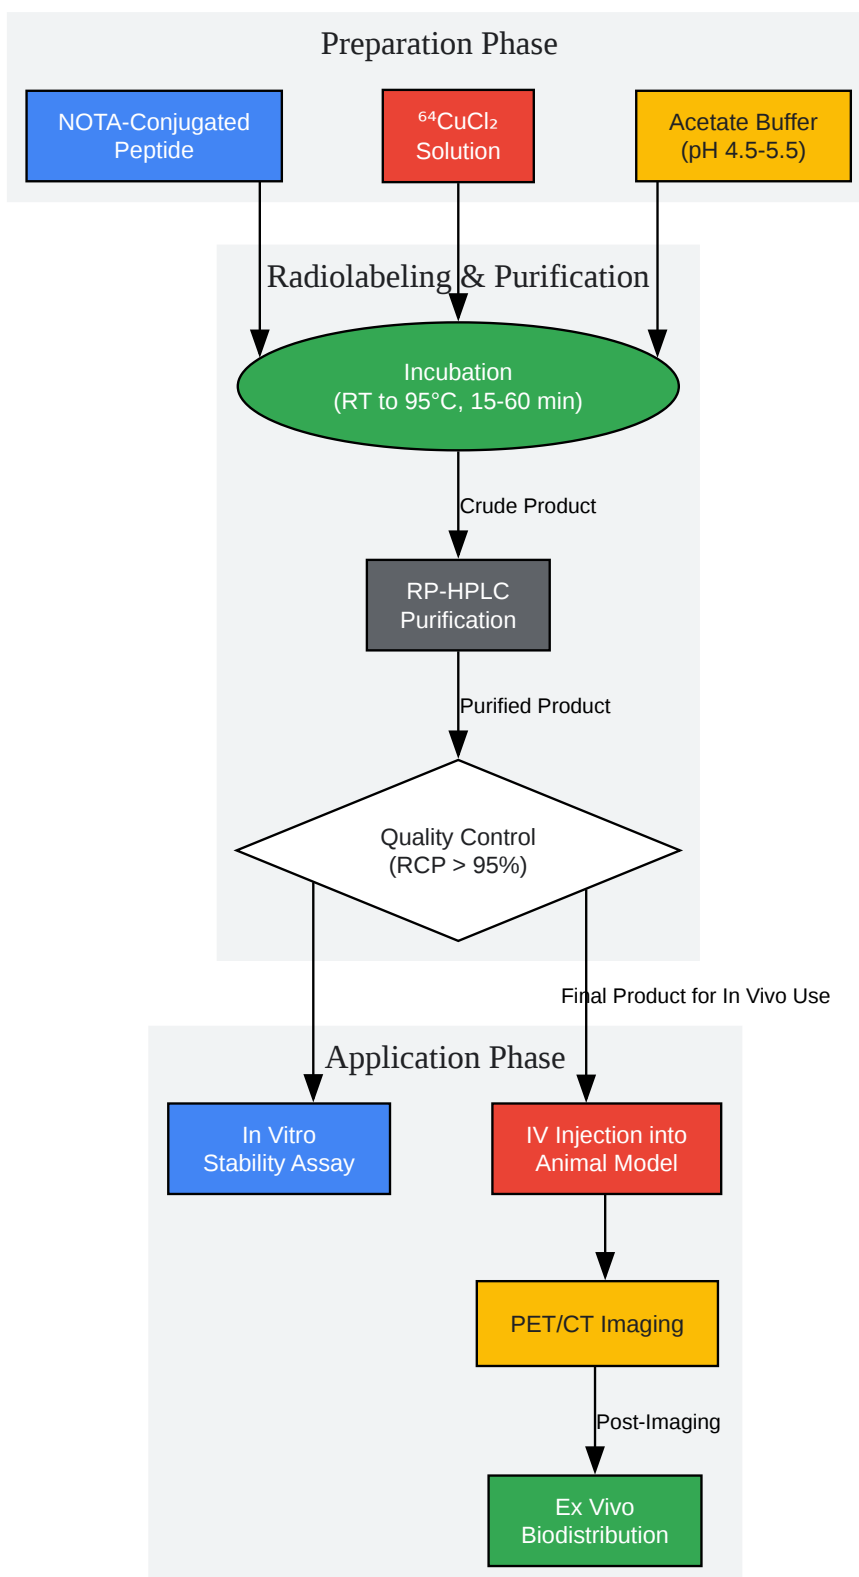 Preparation Phase
NOTA-Conjugated
Peptide
⁶⁴CuCl₂
Solution
Acetate Buffer
(pH 4.5-5.5)
Radiolabeling & Purification
Incubation
(RT to 95°C, 15-60 min)
Crude Product
RP-HPLC
Purification
Purified Product
Quality Control
(RCP > 95%)
Final Product for In Vivo Use
Application Phase
In Vitro
Stability Assay
IV Injection into
Animal Model
PET/CT Imaging
Post-Imaging
Ex Vivo
Biodistribution